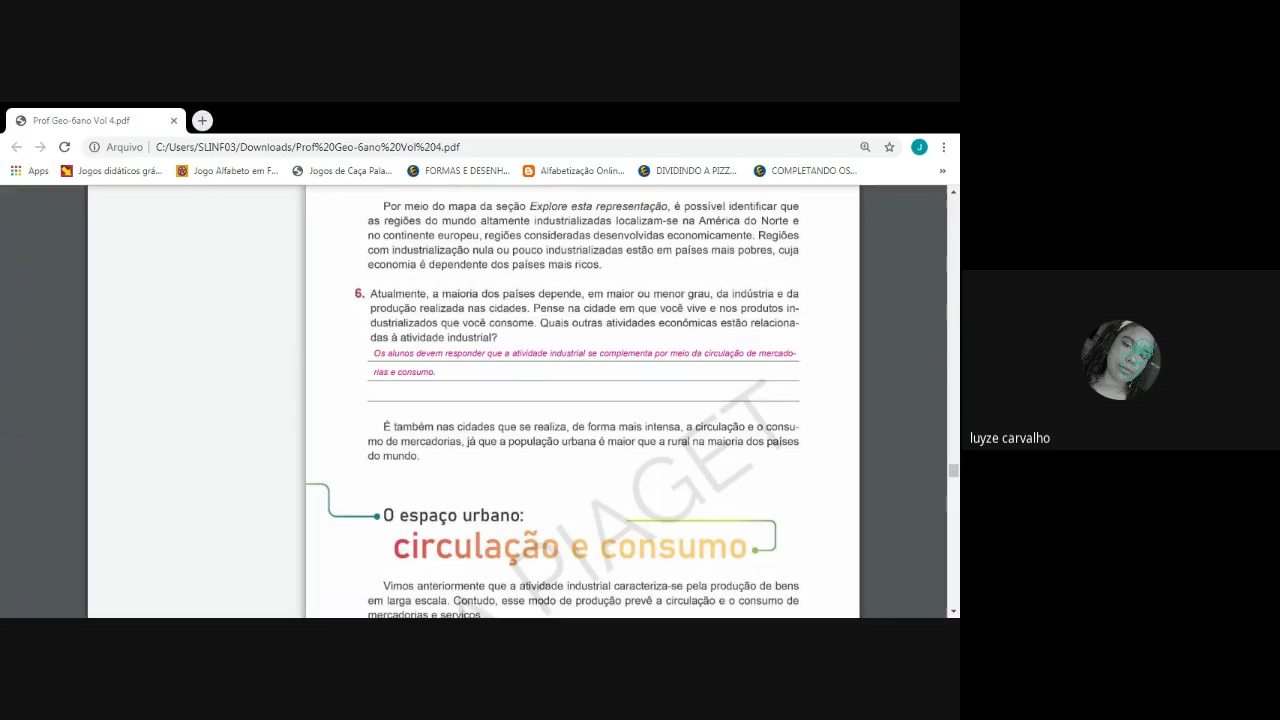 Prof Geo-6ano Vol 4.pdf
Arquivo
C:/Users/SLINF03/Downloads/Prof%20Geo-6ano%20Vol%204.pdf
J
Apps
Jogos didáticos grá...
Jogo Alfabeto em F...
Jogos de Caça Pala...
FORMAS E DESENH...
Alfabetização Onlin...
DIVIDINDO A PIZZ...
COMPLETANDO OS...
»
Por meio do mapa da seção Explore esta representação, é possível identificar que
as regiões do mundo altamente industrializadas localizam-se na América do Norte e
no continente europeu, regiões consideradas desenvolvidas economicamente. Regiões
com industrialização nula ou pouco industrializadas estão em países mais pobres, cuja
economia é dependente dos países mais ricos.
6. Atualmente, a maioria dos países depende, em maior ou menor grau, da indústria e da
produção realizada nas cidades. Pense na cidade em que você vive e nos produtos in-
dustrializados que você consome. Quais outras atividades econômicas estão relaciona-
das à atividade industrial?
Os alunos devem responder que a atividade industrial se complementa por meio da circulação de mercado-
rias e consumo.
É também nas cidades que se realiza, de forma mais intensa, a circulação e o consu-
mo de mercadorias, já que a população urbana é maior que a rural na maioria dos países
do mundo.
O espaço urbano:
circulação e consumo
Vimos anteriormente que a atividade industrial caracteriza-se pela produção de bens
em larga escala. Contudo, esse modo de produção prevê a circulação e o consumo de
mercadorias e serviços
A PIAGET
luyze carvalho